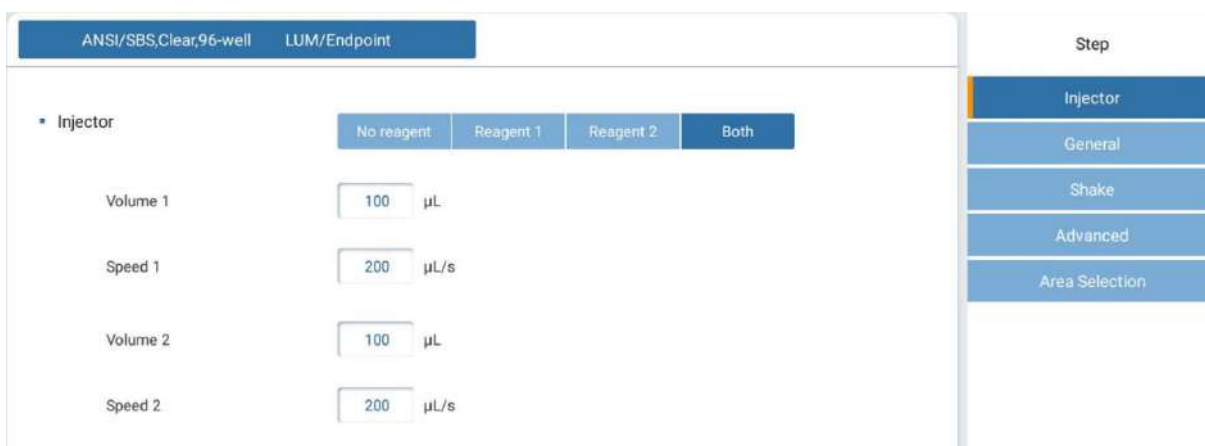 ANSI/SBS,Clear,96-well LUM/Endpoint
Step
Injector
No reagent Reagent 1 Reagent 2 Both
Volume 1 100 µL
Speed 1 200 µL/s
Volume 2 100 µL
Speed 2 200 µL/s
Injector
General
Shake
Advanced
Area Selection